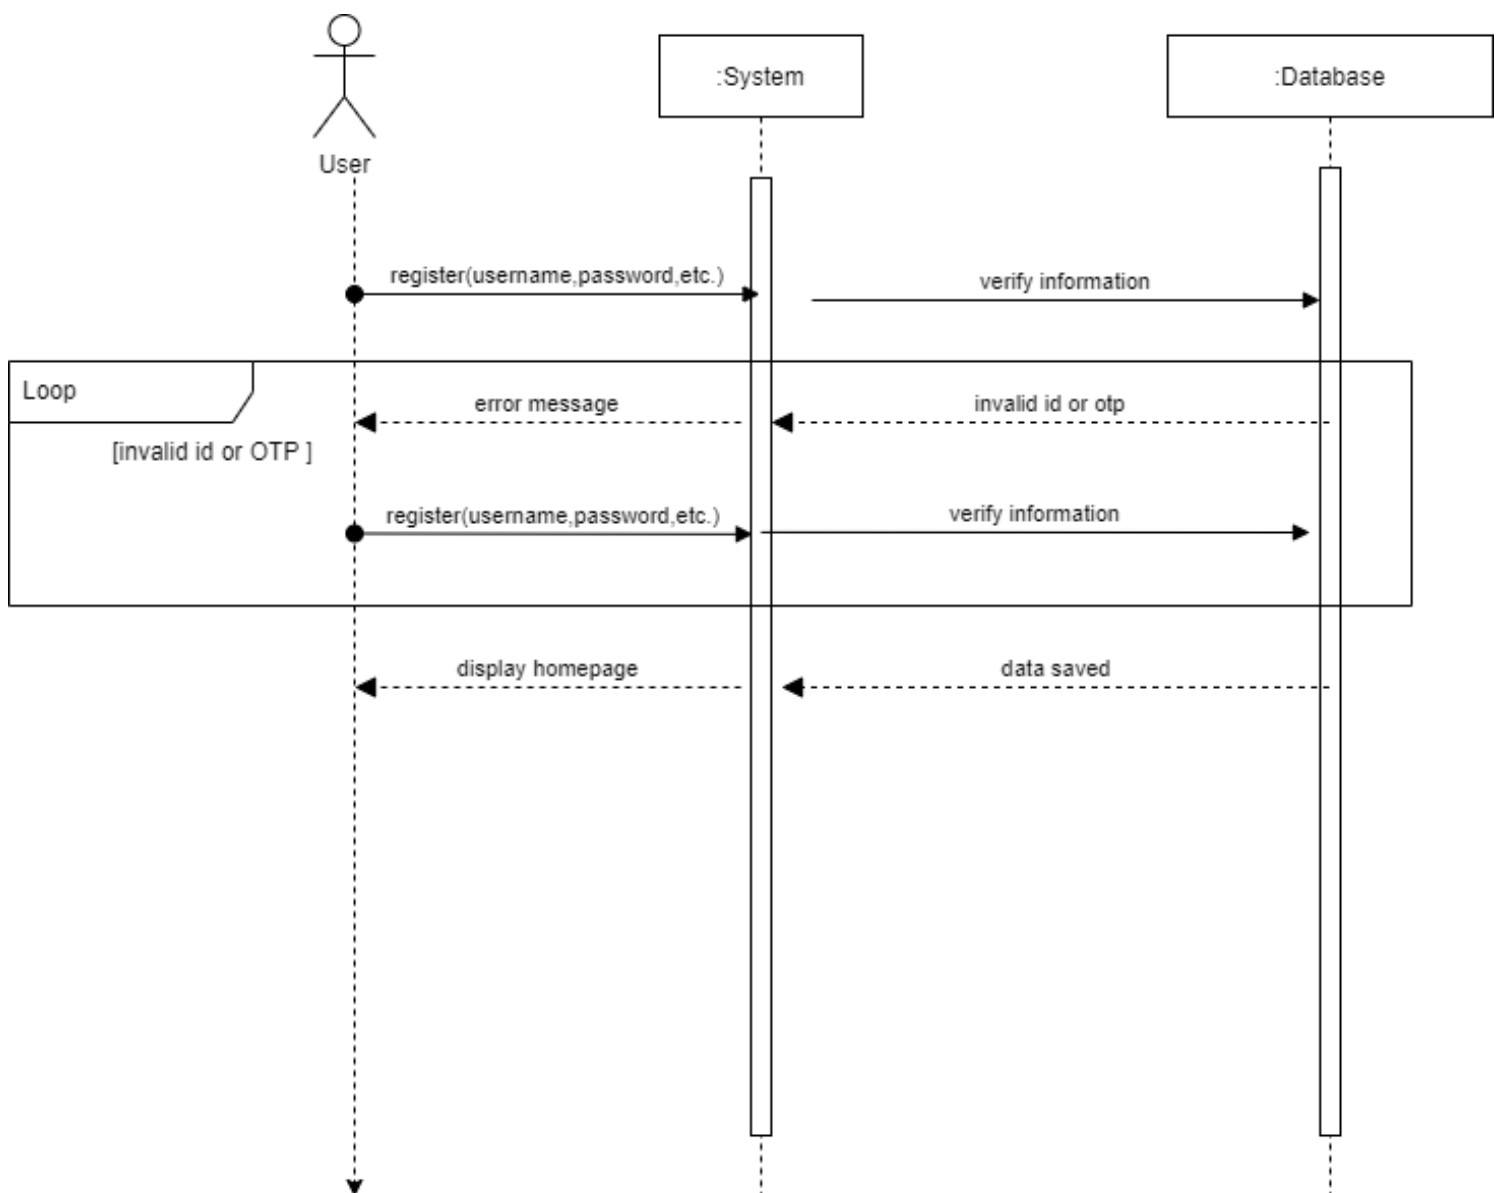 :System
:Database
User
register(username,password,etc.)
verify information
Loop
error message
invalid id or otp
[invalid id or OTP ]
register(username,password,etc.)
verify information
display homepage
data saved